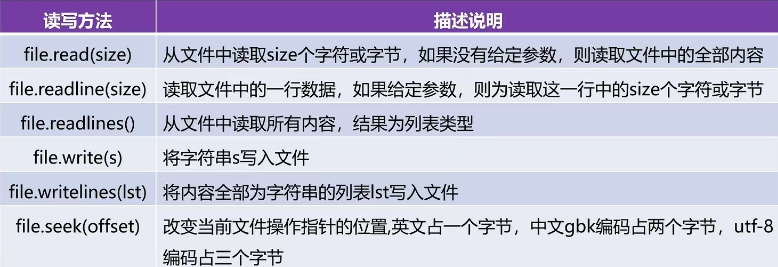 读写方法 描述说明
file.read(size) 从文件中读取size个字符或字节，如果没有给定参数，则读取文件中的全部内容
file.readline(size) 读取文件中的一行数据，如果给定参数，则为读取这一行中的size个字符或字节
file.readlines() 从文件中读取所有内容，结果为列表类型
file.write(s) 将字符串s写入文件
file.writelines(lst) 将内容全部为字符串的列表lst写入文件
file.seek(offset) 改变当前文件操作指针的位置,英文占一个字节，中文gbk编码占两个字节，utf-8
编码占三个字节